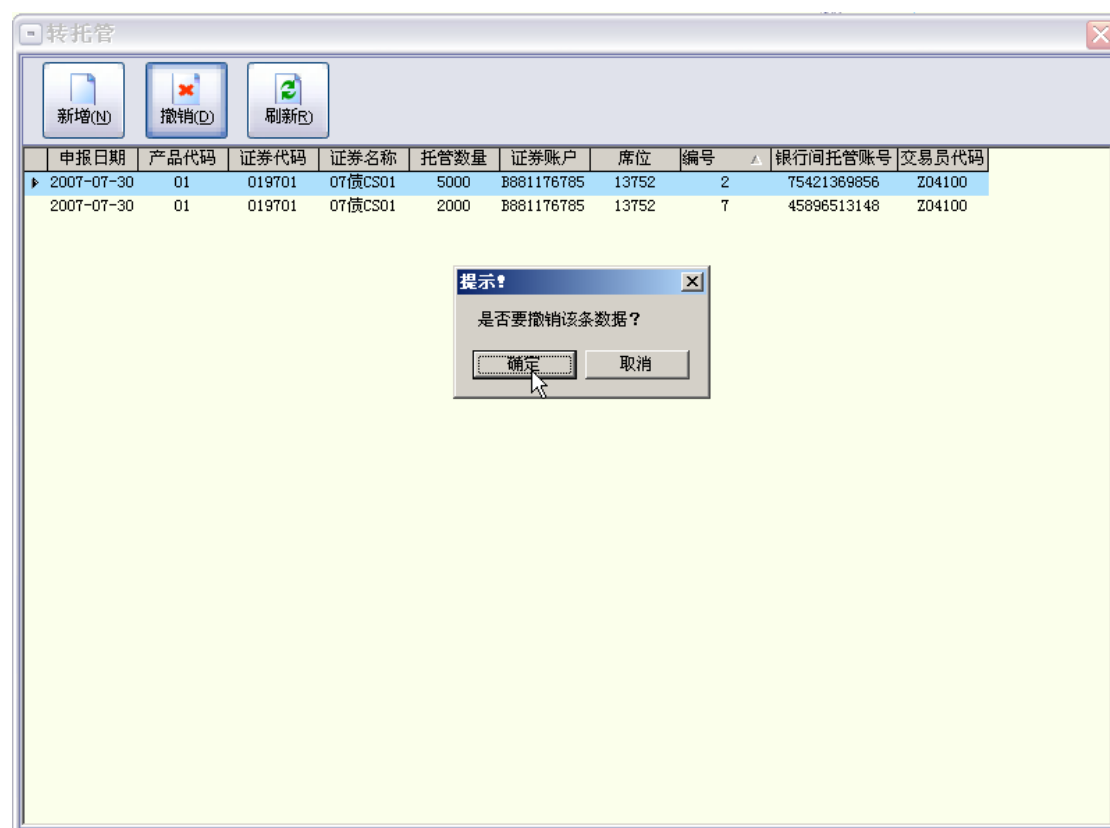 转托管
新增(N) 撤销(D) 刷新(R)
申报日期 产品代码 证券代码 证券名称 托管数量 证券账户 席位 编号 银行间托管账号 交易员代码
2007-07-30 01 019701 07债CS01 5000 B881176785 13752 2 75421369856 Z04100
2007-07-30 01 019701 07债CS01 2000 B881176785 13752 7 45896513148 Z04100
提示!
是否要撤销该条数据?
确定 取消